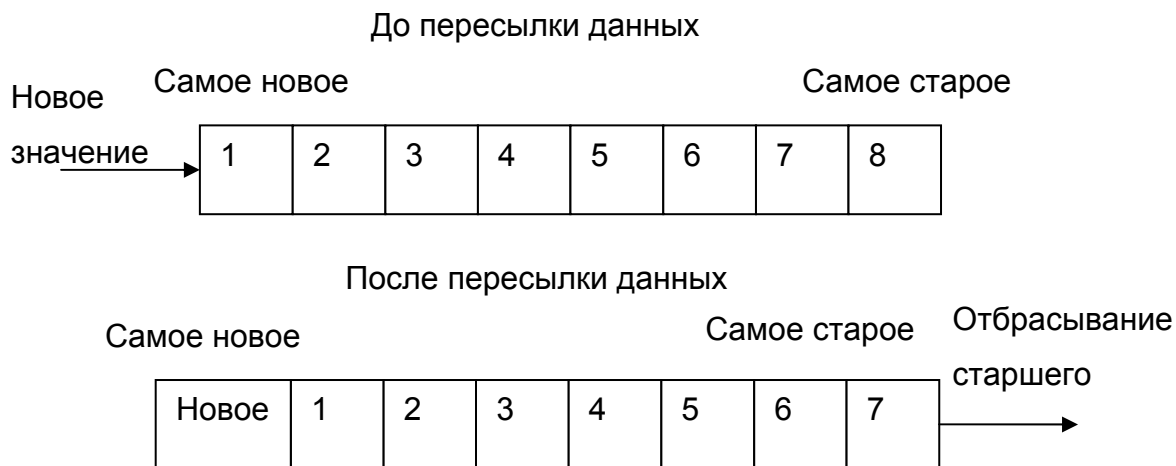 До пересылки данных
Самое новое
Самое старое
Новое
значение
1 2 3 4 5 6 7 8
После пересылки данных
Самое новое
Самое старое
Отбрасывание
старшего
Новое 1 2 3 4 5 6 7